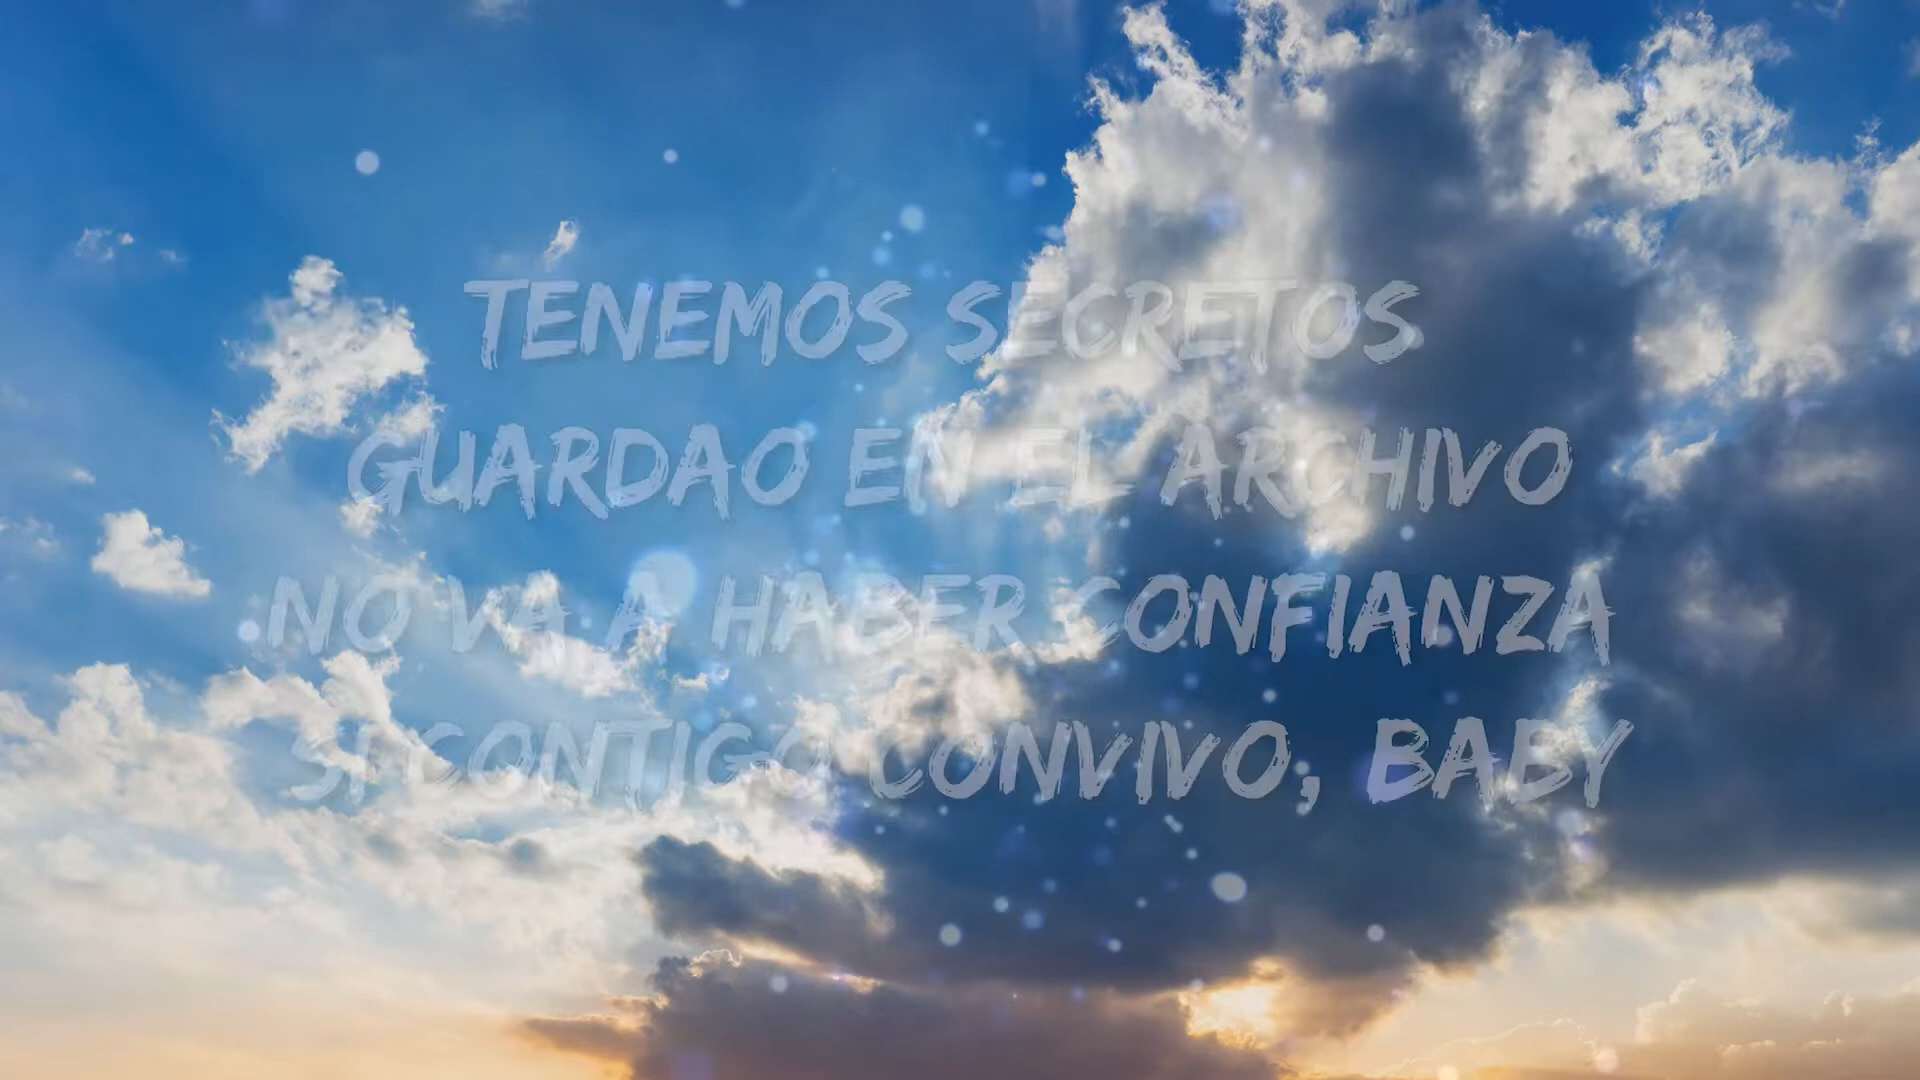 TENEMOS SECRETOS
GUARDAO EN EL ARCHIVO
NO VA A HABER CONFIANZA
SI CONTIGO CONVIVO, BABY